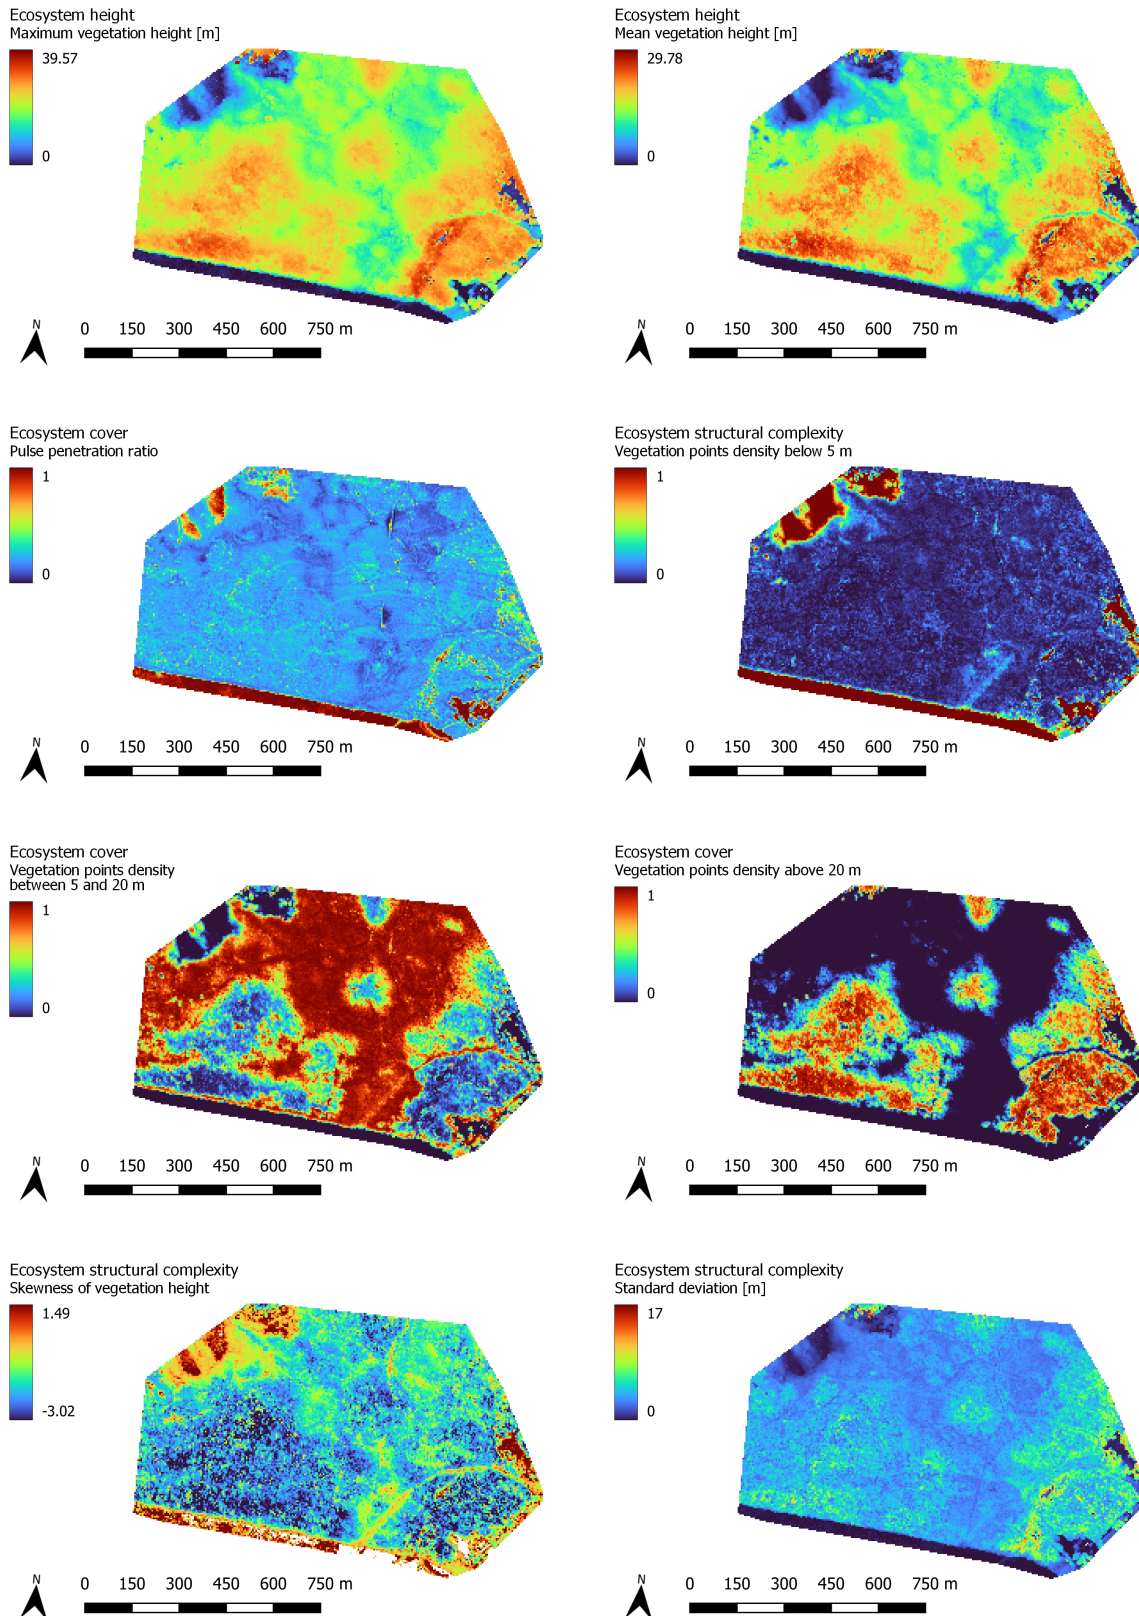 Ecosystem height
Maximum vegetation height [m]
39.57
0
N
0 150 300 450 600 750 m
Ecosystem height
Mean vegetation height [m]
29.78
0
N
0 150 300 450 600 750 m
Ecosystem cover
Pulse penetration ratio
1
0
N
0 150 300 450 600 750 m
Ecosystem structural complexity
Vegetation points density below 5 m
1
0
N
0 150 300 450 600 750 m
Ecosystem cover
Vegetation points density
between 5 and 20 m
1
0
N
0 150 300 450 600 750 m
Ecosystem cover
Vegetation points density above 20 m
1
0
N
0 150 300 450 600 750 m
Ecosystem structural complexity
Skewness of vegetation height
1.49
-3.02
N
0 150 300 450 600 750 m
Ecosystem structural complexity
Standard deviation [m]
17
0
N
0 150 300 450 600 750 m